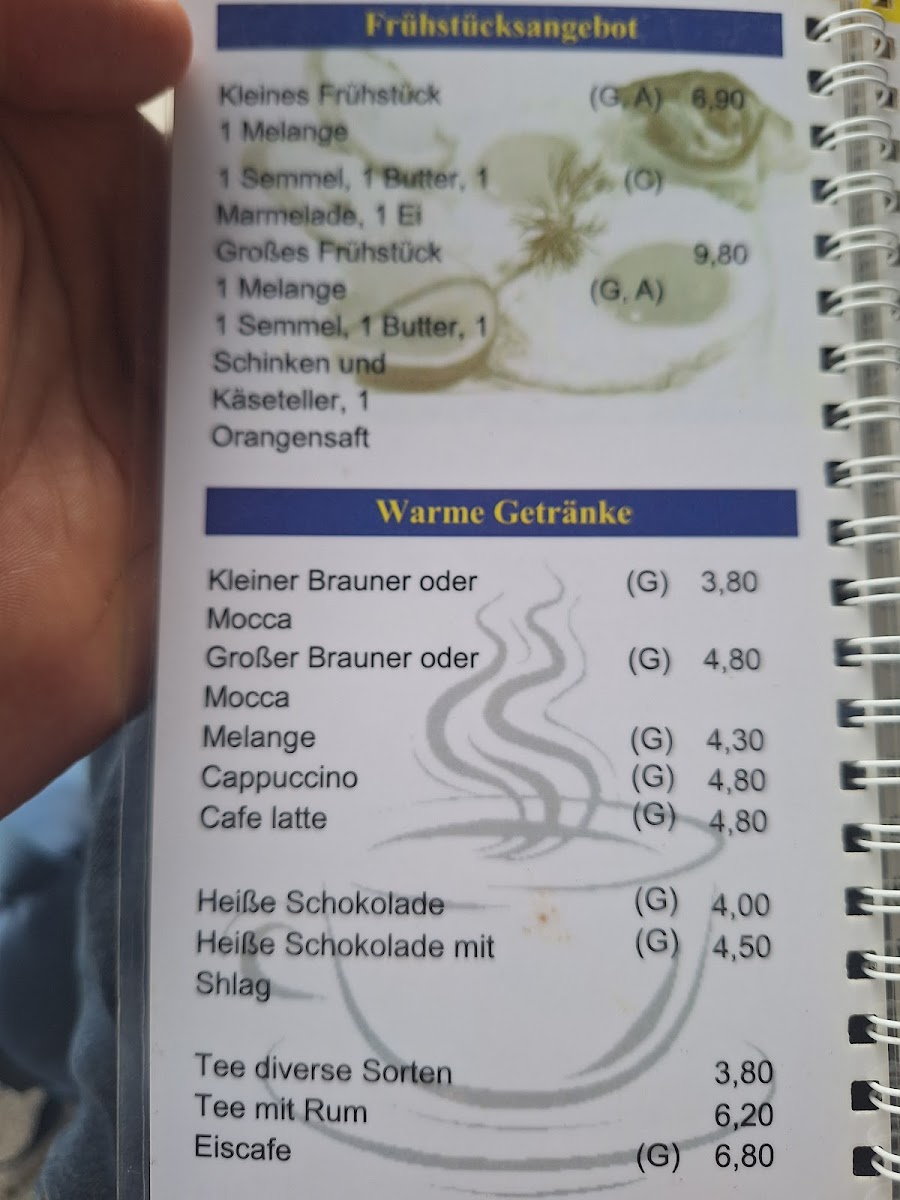 Frühstücksangebot
Kleines Frühstück (G, A) 6,90
1 Melange
1 Semmel, 1 Butter, 1 (G)
Marmelade, 1 Ei
Großes Frühstück 9,80
1 Melange (G, A)
1 Semmel, 1 Butter, 1
Schinken und
Käseteller, 1
Orangensaft
Warme Getränke
Kleiner Brauner oder (G) 3,80
Mocca
Großer Brauner oder (G) 4,80
Mocca
Melange (G) 4,30
Cappuccino (G) 4,80
Cafe latte (G) 4,80
Heiße Schokolade (G) 4,00
Heiße Schokolade mit (G) 4,50
Shlag
Tee diverse Sorten 3,80
Tee mit Rum 6,20
Eiscafe (G) 6,80